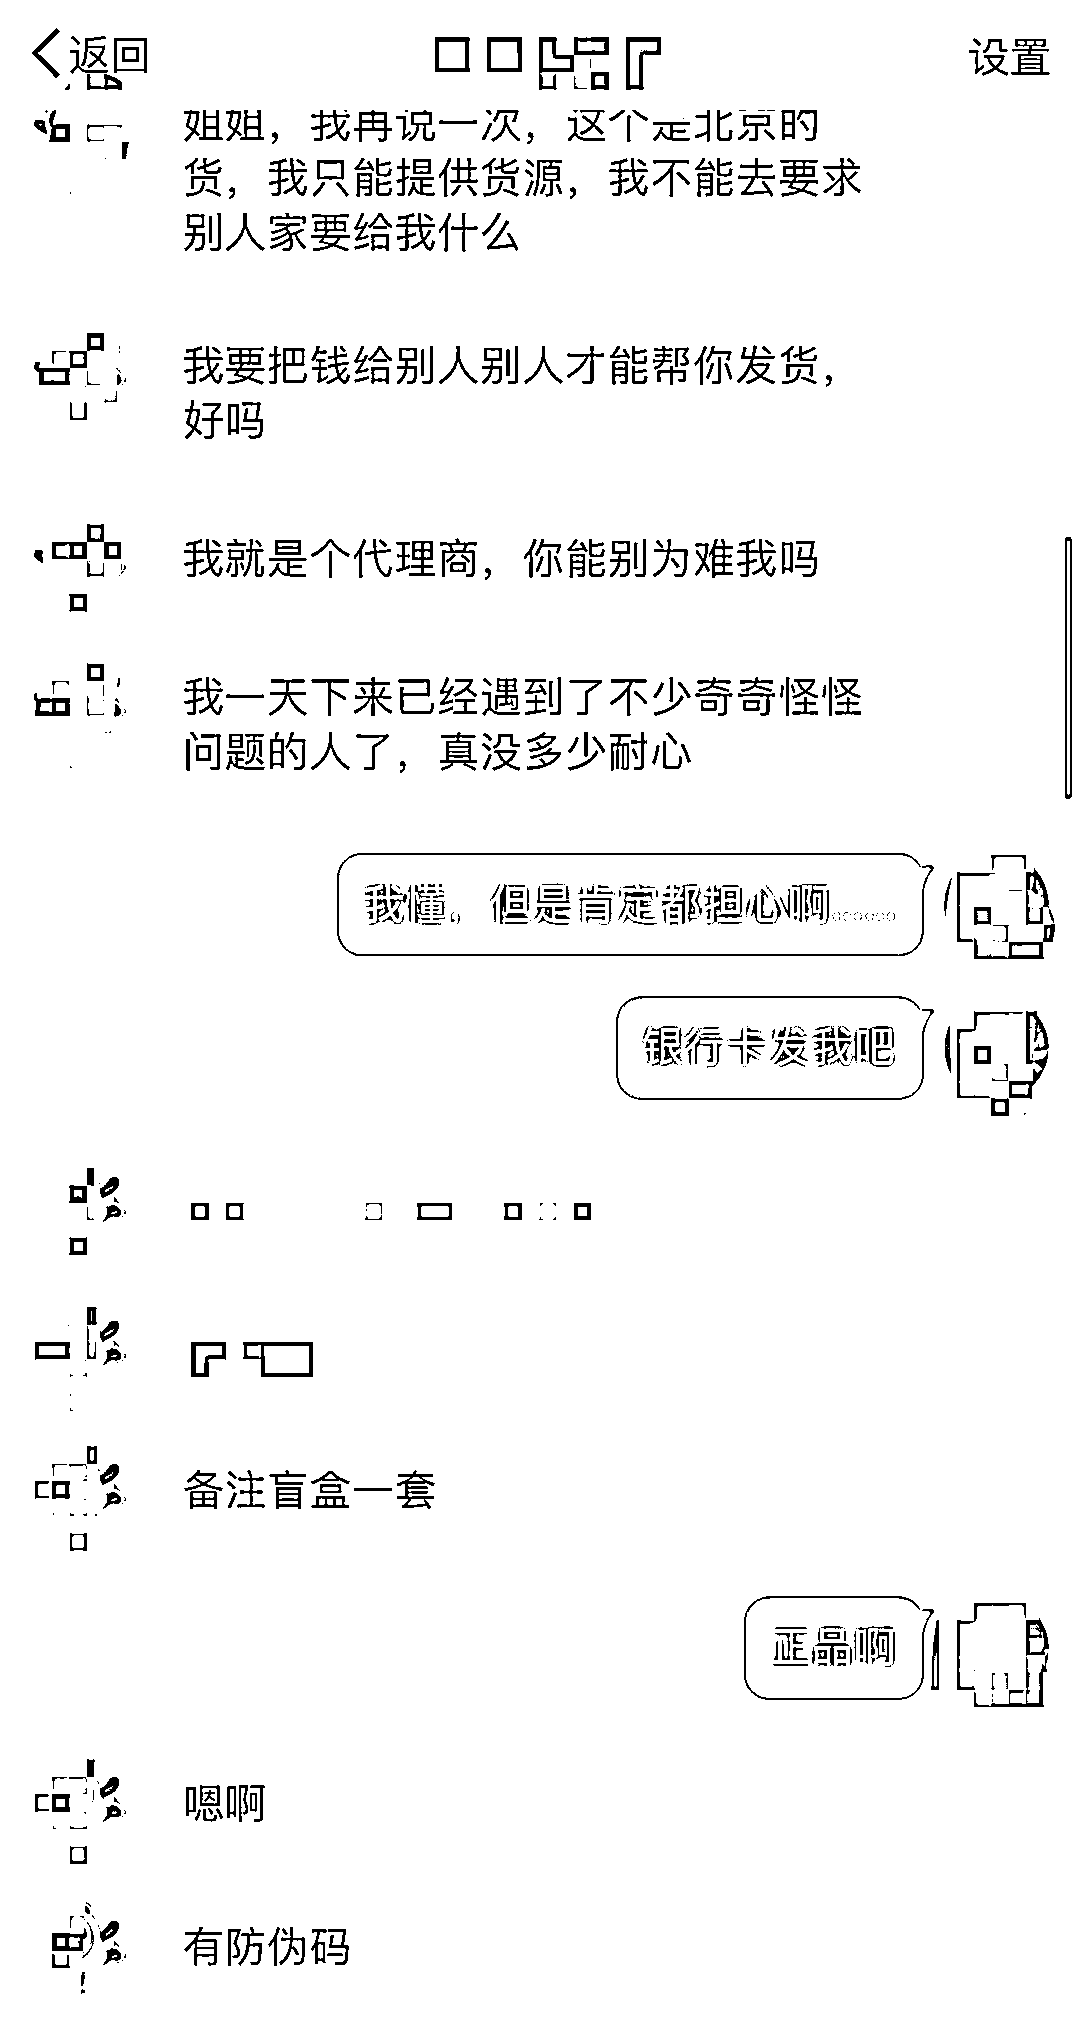 返回
设置
姐姐，我再说一次，这个是北京的
货，我只能提供货源，我不能去要求
别人家要给我什么
我要把钱给别人别人才能帮你发货，
好吗
我就是个代理商，你能别为难我吗
我一天下来已经遇到了不少奇奇怪怪
问题的人了，真没多少耐心
我懂。但是肯定都担心啊。。。。。。
银行卡发我吧
备注盲盒一套
正品啊
嗯啊
有防伪码